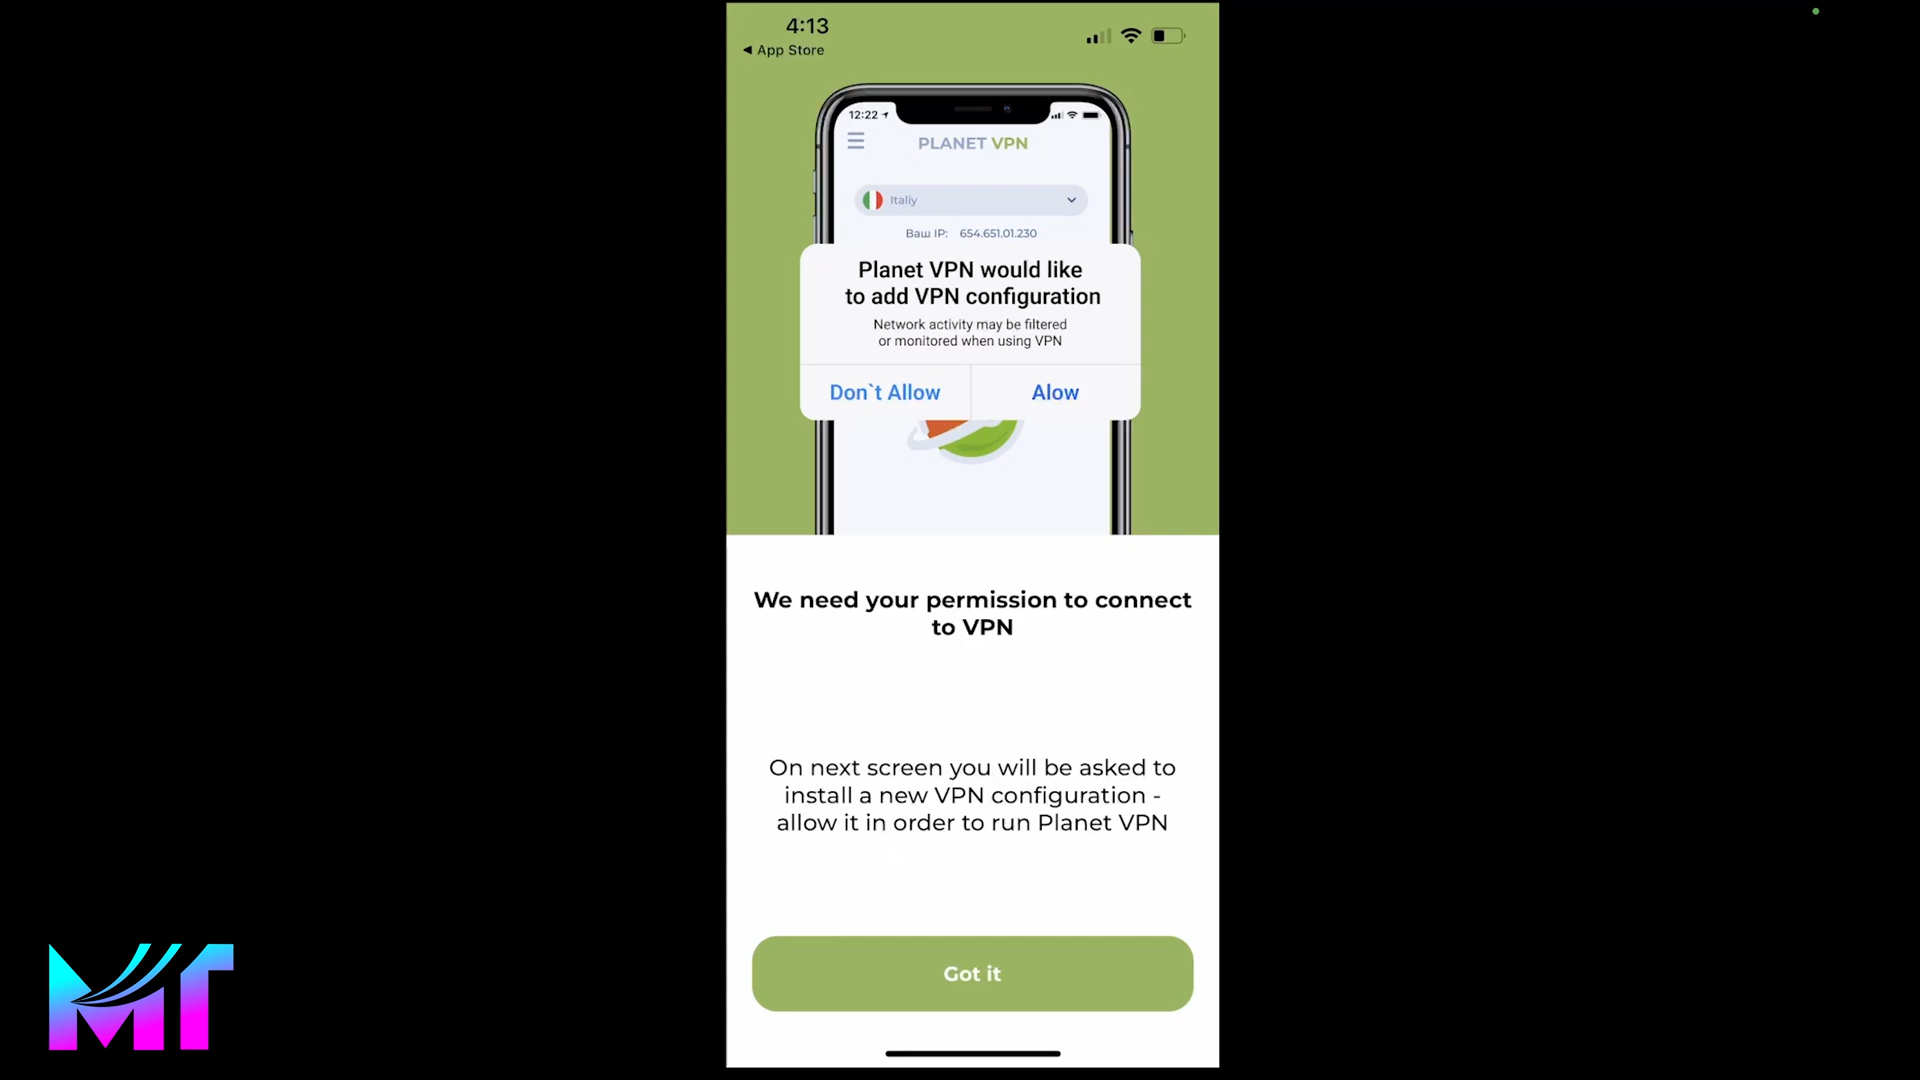 4:13
◀ App Store
12:22
PLANET VPN
Italiy
Ваш IP: 654.651.01.230
Planet VPN would like
to add VPN configuration
Network activity may be filtered
or monitored when using VPN
Don`t Allow
Alow
We need your permission to connect
to VPN
On next screen you will be asked to
install a new VPN configuration -
allow it in order to run Planet VPN
Got it
MT